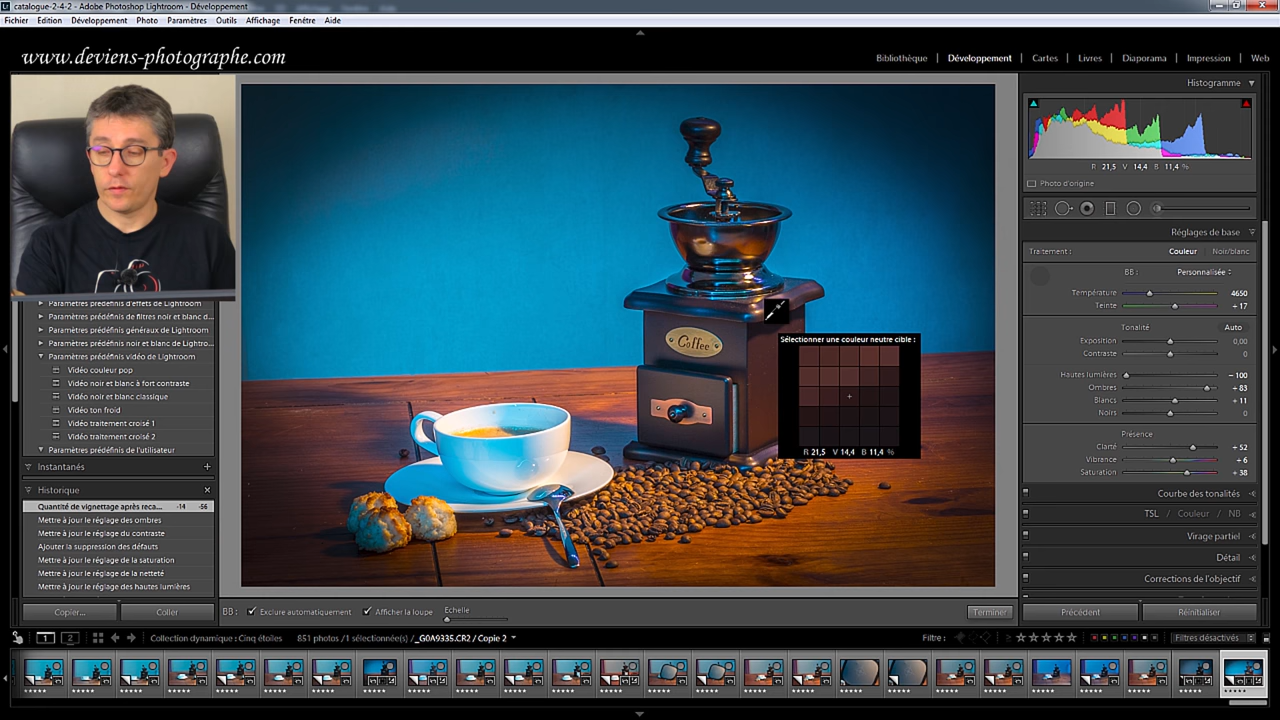 catalogue-2-4-2 - Adobe Photoshop Lightroom - Développement
Fichier Edition Développement Photo Paramètres Outils Affichage Fenêtre Aide
www.deviens-photographe.com
Bibliothèque | Développement | Cartes | Livres | Diaporama | Impression | Web
Histogramme
R 21,5 V 14,4 B 11,4 %
Photo d'origine
Réglages de base
Traitement : Couleur Noir/blanc
BB : Personnalisée
Température 4650
Teinte + 17
Tonalité Auto
Exposition 0,00
Contraste 0
Hautes lumières − 100
Ombres + 83
Blancs + 11
Noirs 0
Présence
Clarté + 52
Vibrance + 6
Saturation + 38
Courbe des tonalités
TSL / Couleur / NB
Virage partiel
Détail
Corrections de l'objectif
Précédent Réinitialiser
Paramètres prédéfinis d'effets de Lightroom
Paramètres prédéfinis de filtres noir et blanc d...
Paramètres prédéfinis généraux de Lightroom
Paramètres prédéfinis noir et blanc de Lightro...
Paramètres prédéfinis vidéo de Lightroom
Vidéo couleur pop
Vidéo noir et blanc à fort contraste
Vidéo noir et blanc classique
Vidéo ton froid
Vidéo traitement croisé 1
Vidéo traitement croisé 2
Paramètres prédéfinis de l'utilisateur
Instantanés +
Historique ×
Quantité de vignettage après reca... -14 -56
Mettre à jour le réglage des ombres
Mettre à jour le réglage du contraste
Ajouter la suppression des défauts
Mettre à jour le réglage de la saturation
Mettre à jour le réglage de la netteté
Mettre à jour le réglage des hautes lumières
Copier... Coller
Coffee
Sélectionner une couleur neutre cible :
R 21,5 V 14,4 B 11,4 %
BB : Exclure automatiquement Afficher la loupe Echelle Terminer
1 2 Collection dynamique : Cinq étoiles 851 photos /1 sélectionnée(s) /_G0A9335.CR2 / Copie 2 Filtre : Filtres désactivés